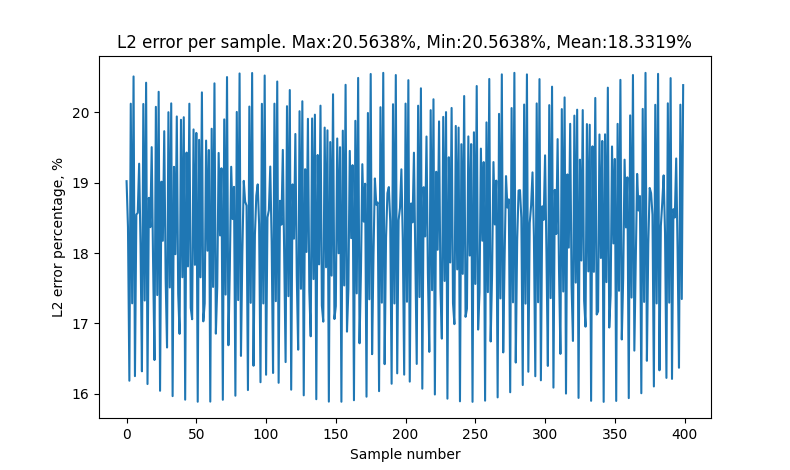 L2 error per sample. Max:20.5638%, Min:20.5638%, Mean:18.3319%
L2 error percentage, %
20
19
18
17
16
0 50 100 150 200 250 300 350 400
Sample number